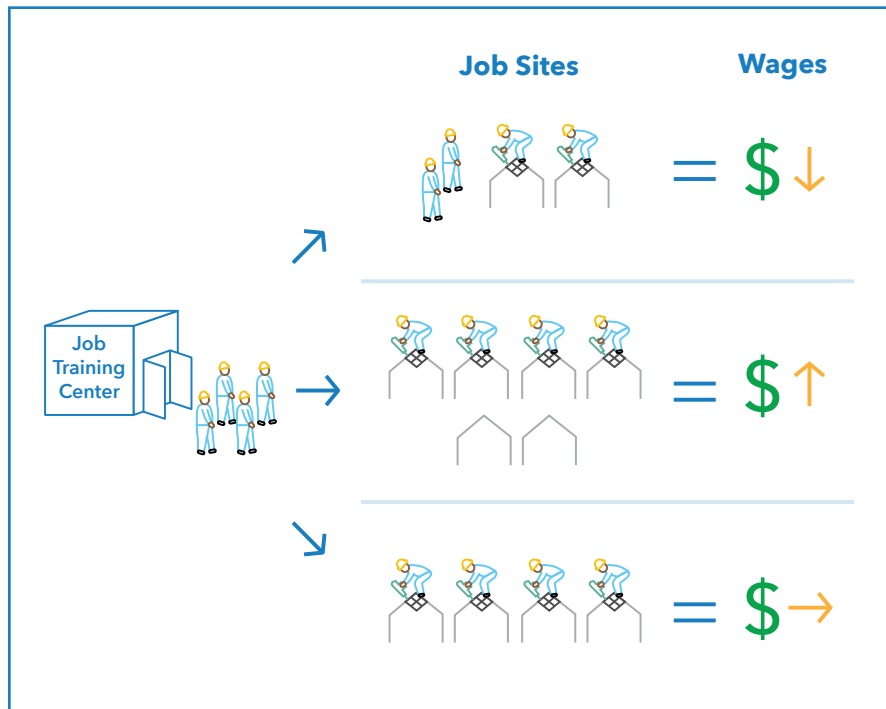 Job Sites
Wages
= $ ↓
Job
Training
Center
= $ ↑
= $ →